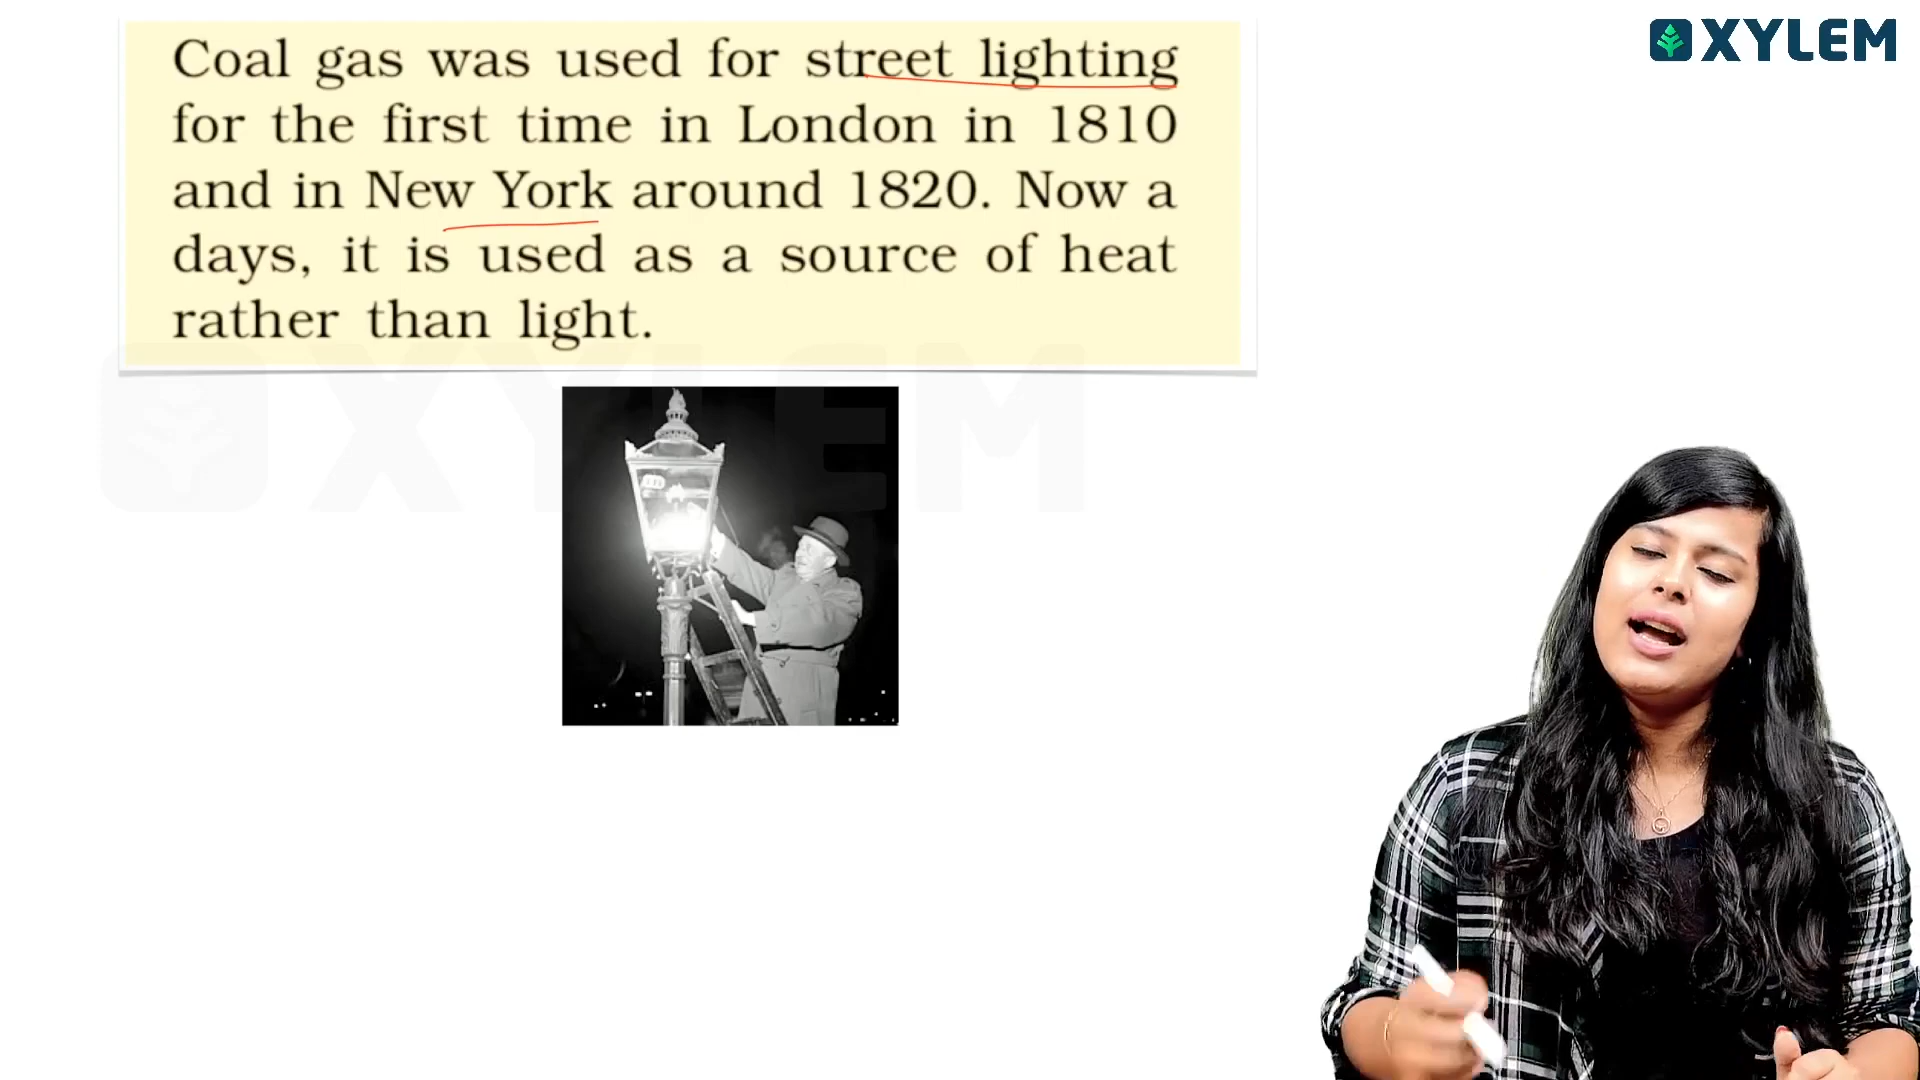 XYLEM
Coal gas was used for street lighting
for the first time in London in 1810
and in New York around 1820. Now a
days, it is used as a source of heat
rather than light.
XYLEM